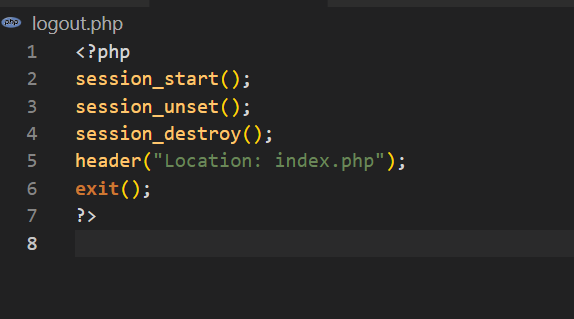 php logout.php
1 <?php
2 session_start();
3 session_unset();
4 session_destroy();
5 header("Location: index.php");
6 exit();
7 ?>
8